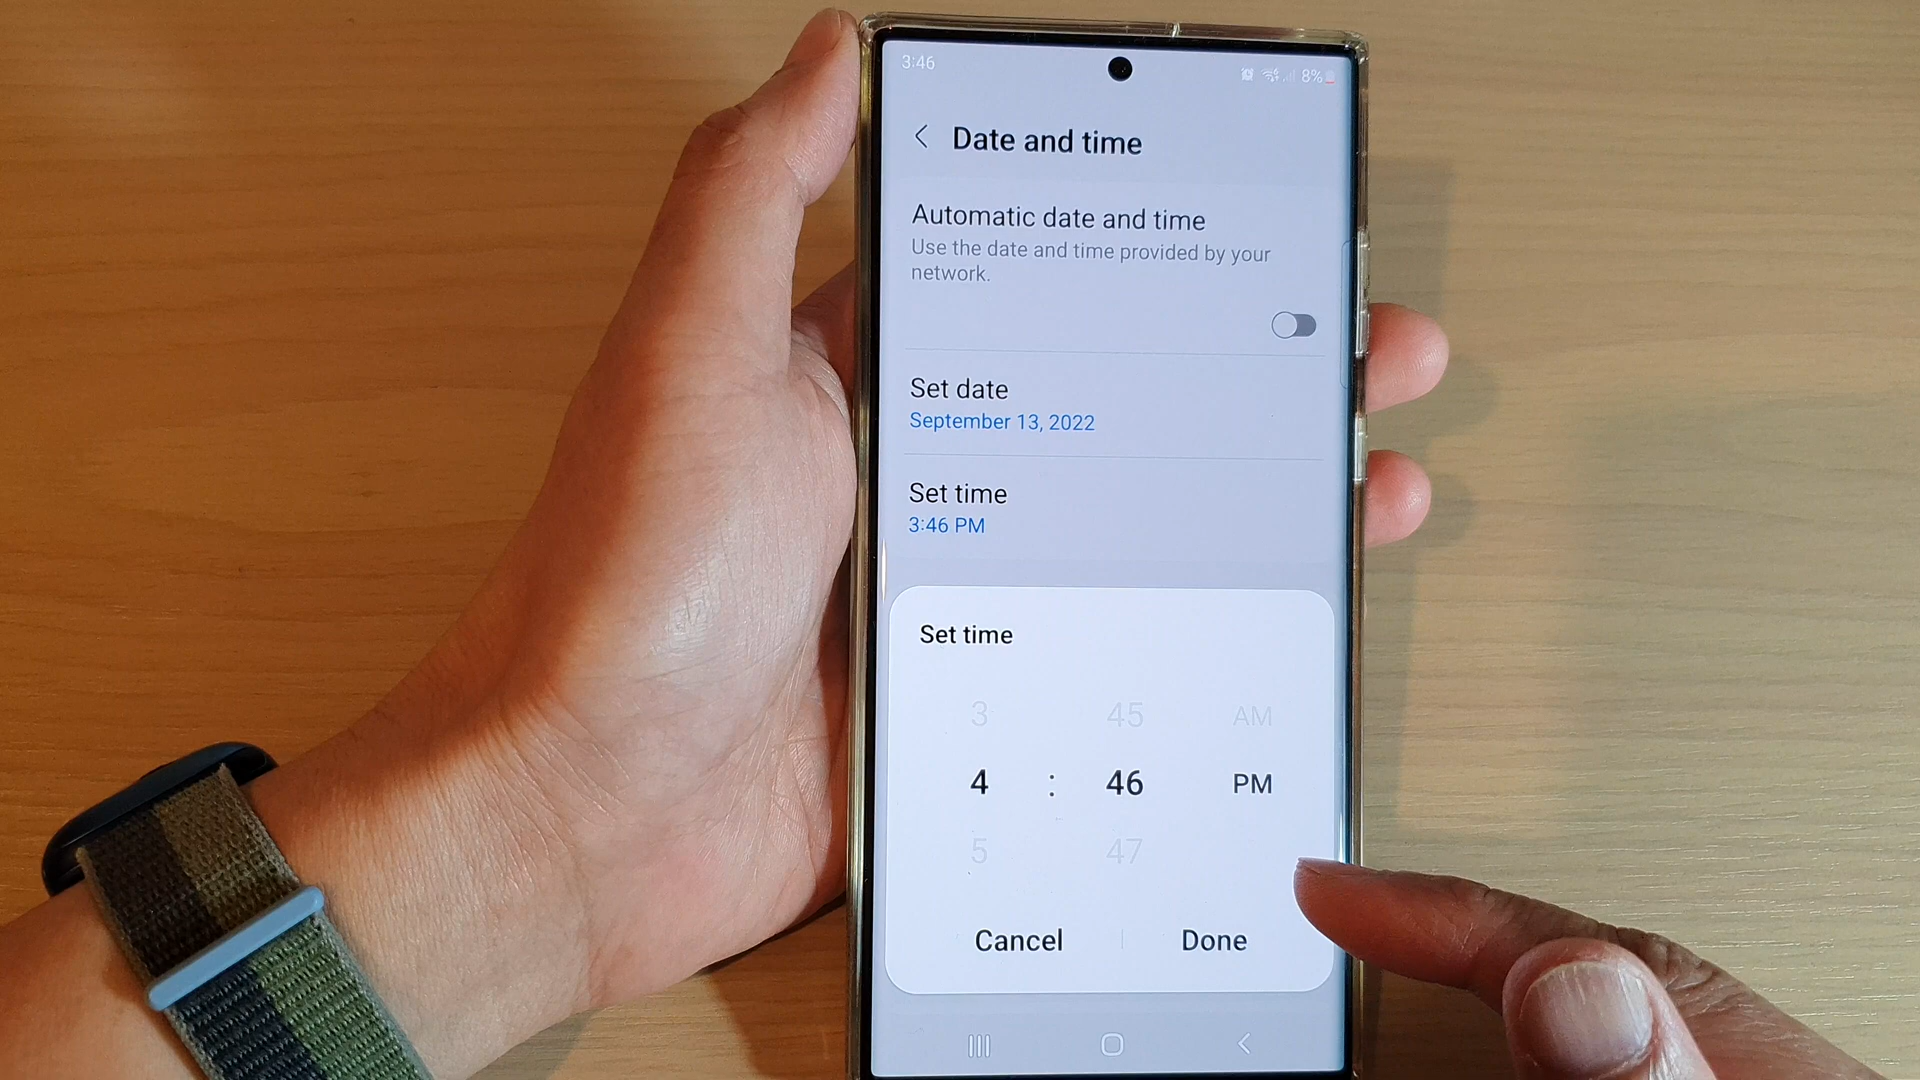 3:46
8%
Date and time
Automatic date and time
Use the date and time provided by your
network.
Set date
September 13, 2022
Set time
3:46 PM
Set time
3 45 AM
4 : 46 PM
5 47
Cancel Done